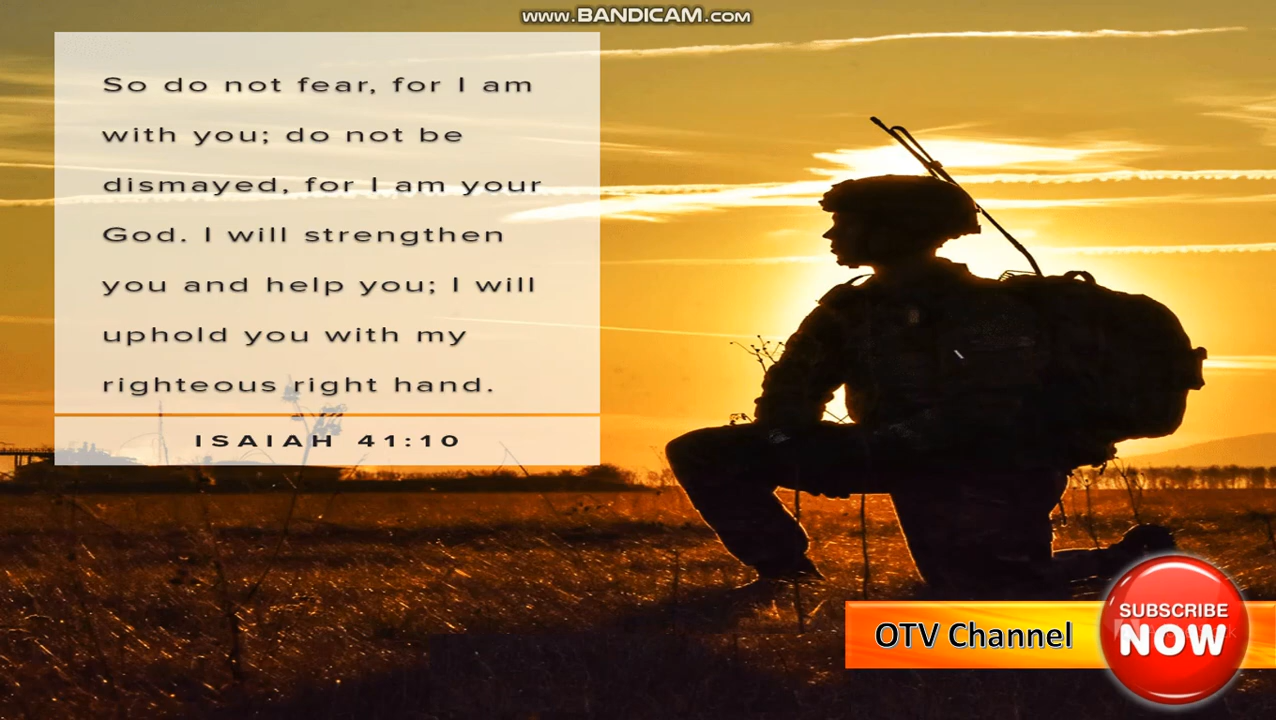 www.BANDICAM.com
So do not fear, for I am
with you; do not be
dismayed, for I am your
God. I will strengthen
you and help you; I will
uphold you with my
righteous right hand.
ISAIAH 41:10
OTV Channel
SUBSCRIBE
NOW